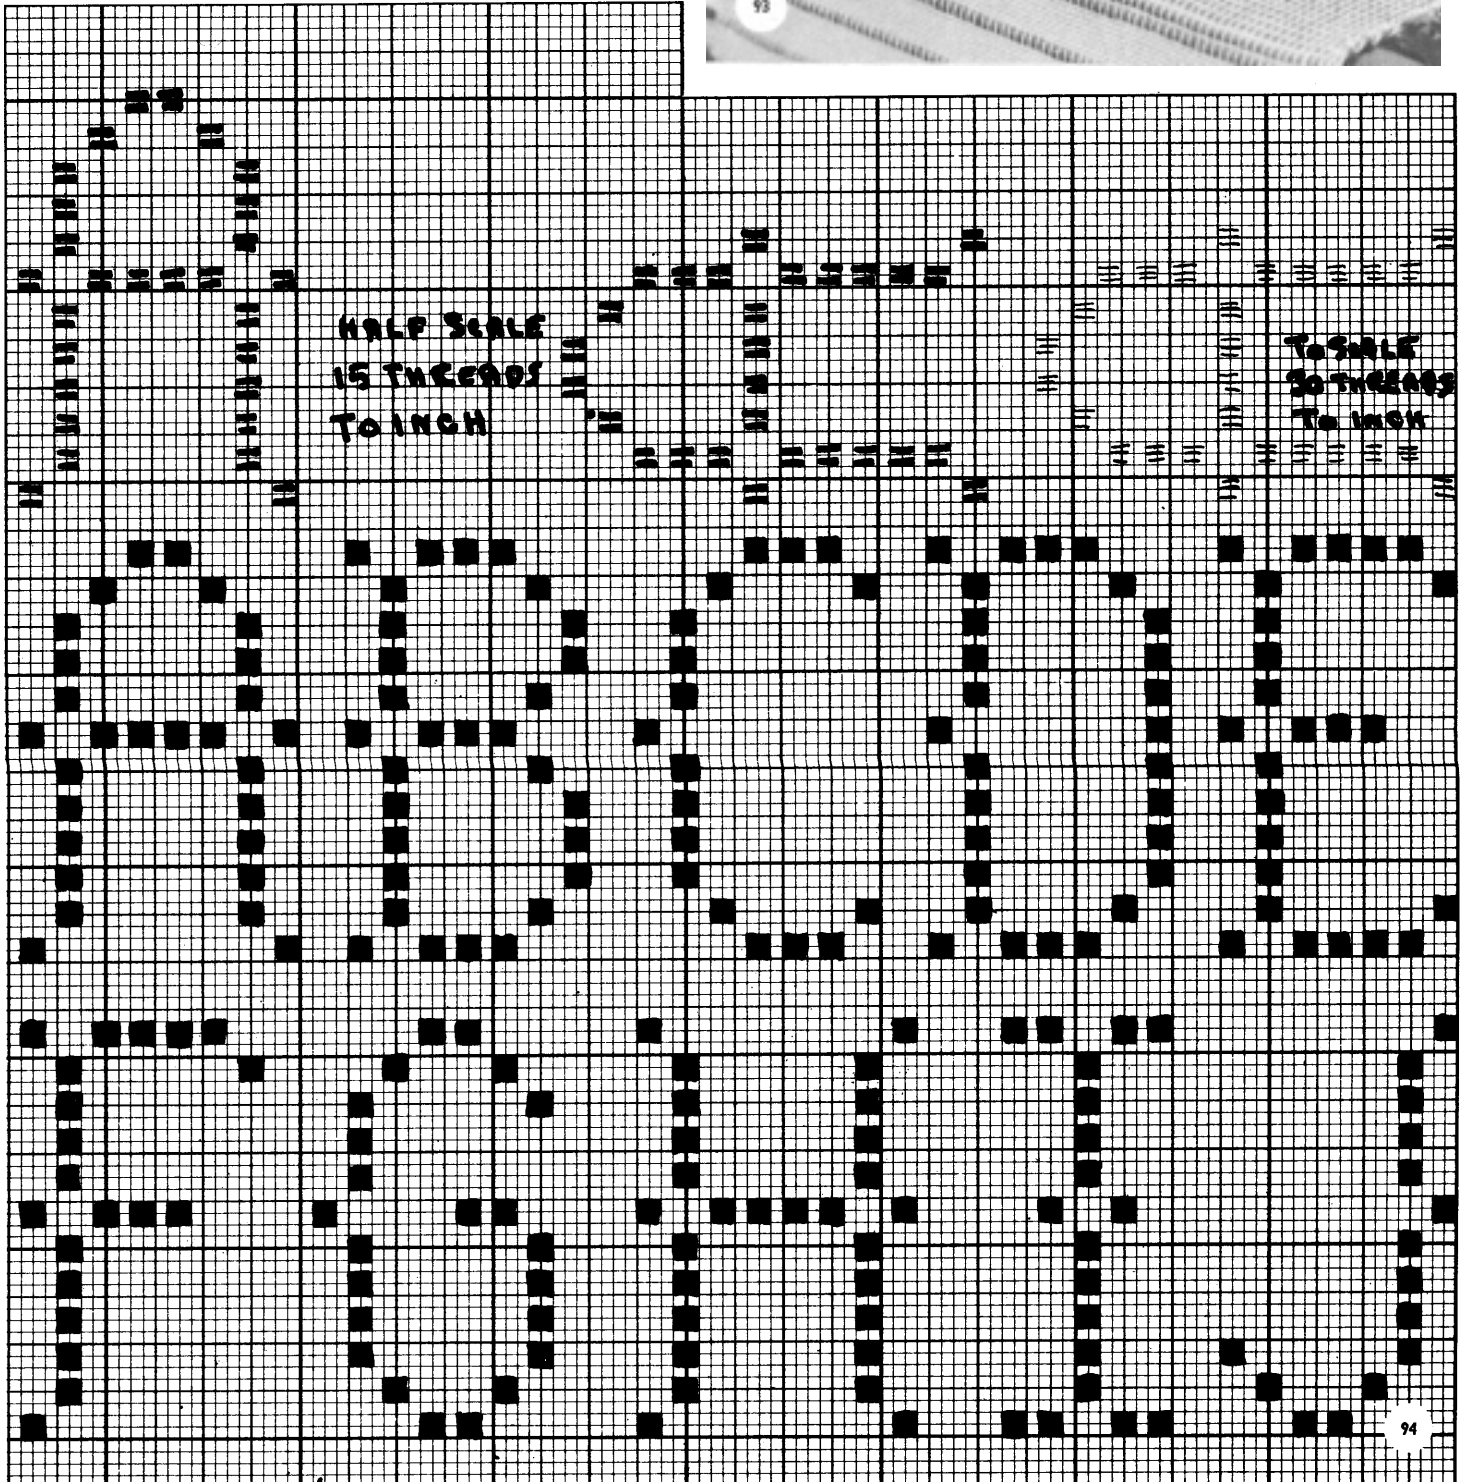 93
A
HALF SCALE
15 THREADS
TO INCH
A
A
TO SCALE
30 THREADS
TO INCH
A B C D E
F G H I J
94